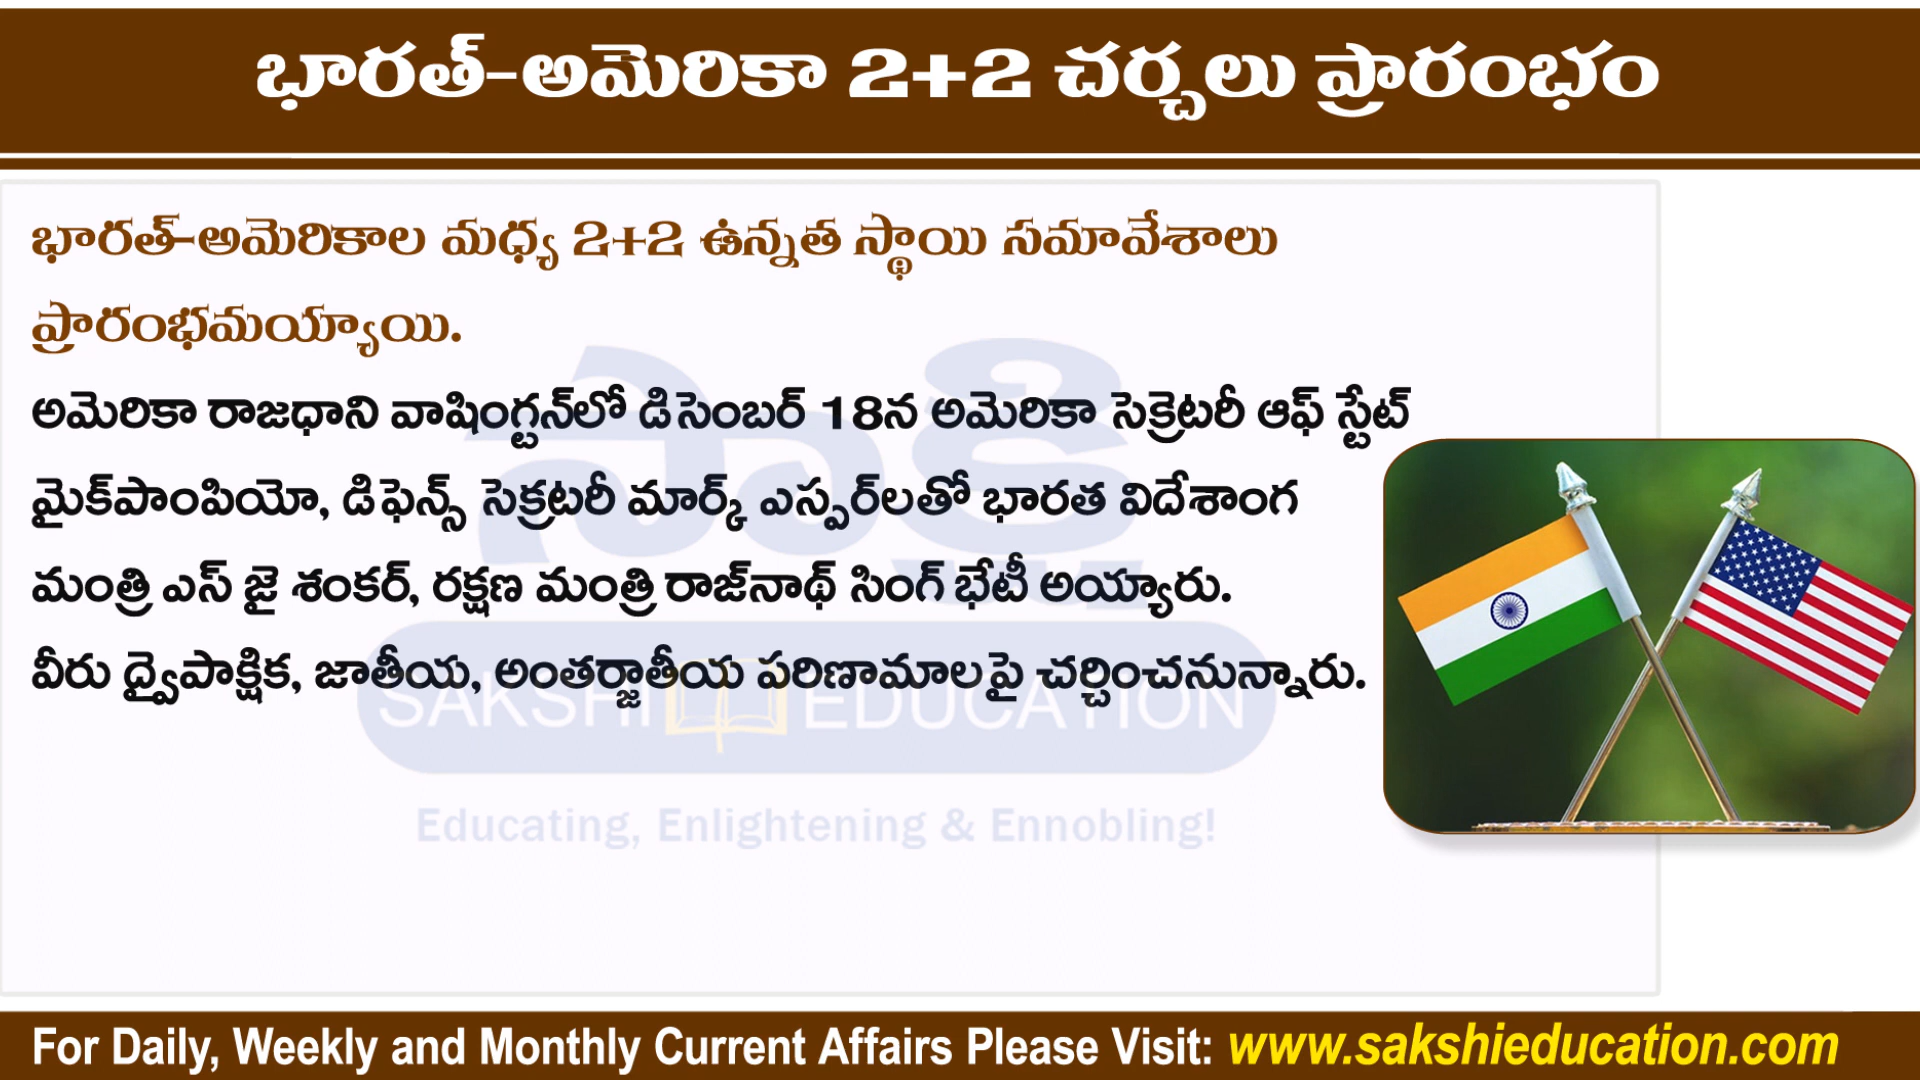 భారత్-అమెరికా 2+2 చర్చలు ప్రారంభం
భారత్-అమెరికాల మధ్య 2+2 ఉన్నత స్థాయి సమావేశాలు
ప్రారంభమయ్యాయి.
అమెరికా రాజధాని వాషింగ్టన్‌లో డిసెంబర్ 18న అమెరికా సెక్రెటరీ ఆఫ్ స్టేట్
మైక్‌పాంపియో, డిఫెన్స్ సెక్రటరీ మార్క్ ఎస్పర్‌లతో భారత విదేశాంగ
మంత్రి ఎస్ జై శంకర్, రక్షణ మంత్రి రాజ్‌నాథ్ సింగ్ భేటీ అయ్యారు.
వీరు ద్వైపాక్షిక, జాతీయ, అంతర్జాతీయ పరిణామాలపై చర్చించనున్నారు.
సాక్షి
SAKSHI EDUCATION
Educating, Enlightening & Ennobling!
For Daily, Weekly and Monthly Current Affairs Please Visit: www.sakshieducation.com